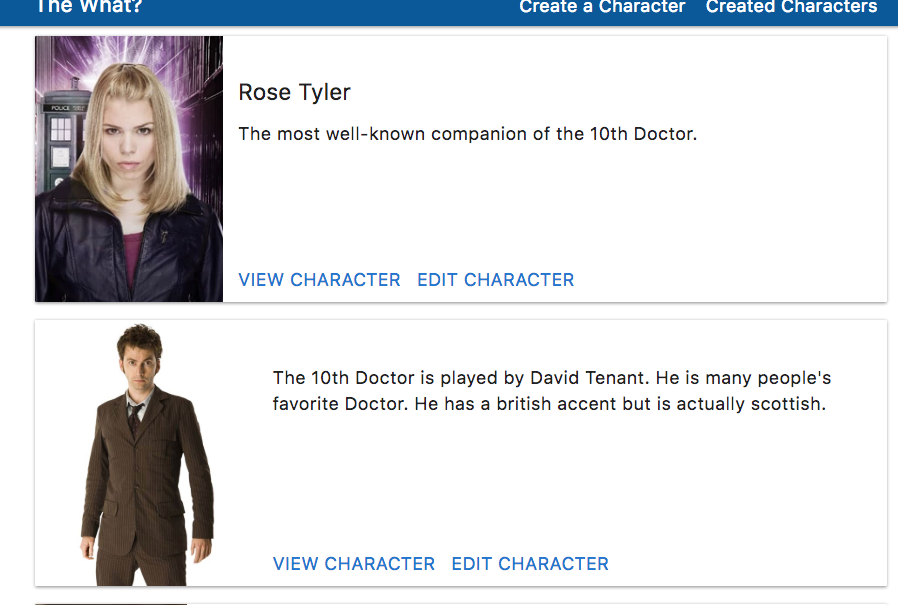 The What?
Create a Character Created Characters
POLICE
Rose Tyler
The most well-known companion of the 10th Doctor.
VIEW CHARACTER EDIT CHARACTER
The 10th Doctor is played by David Tenant. He is many people's
favorite Doctor. He has a british accent but is actually scottish.
VIEW CHARACTER EDIT CHARACTER